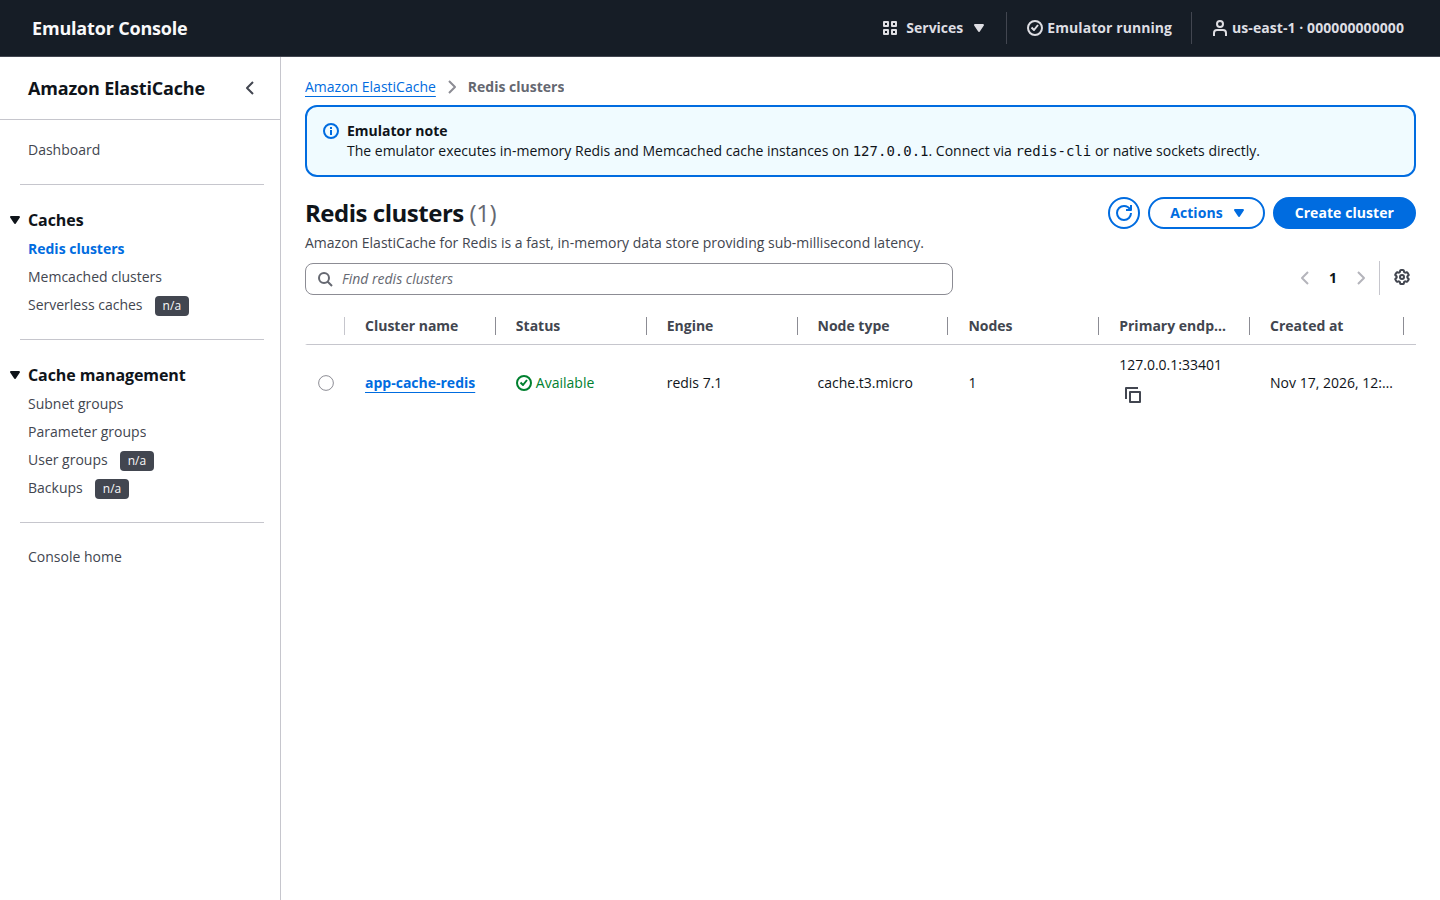 Emulator Console
Services
Emulator running
us-east-1 · 000000000000
Amazon ElastiCache
Dashboard
Caches
Redis clusters
Memcached clusters
Serverless caches n/a
Cache management
Subnet groups
Parameter groups
User groups n/a
Backups n/a
Console home
Amazon ElastiCache > Redis clusters
Emulator note
The emulator executes in-memory Redis and Memcached cache instances on 127.0.0.1. Connect via redis-cli or native sockets directly.
Redis clusters (1)
Actions
Create cluster
Amazon ElastiCache for Redis is a fast, in-memory data store providing sub-millisecond latency.
Find redis clusters
1
Cluster name Status Engine Node type Nodes Primary endp... Created at
app-cache-redis Available redis 7.1 cache.t3.micro 1 127.0.0.1:33401 Nov 17, 2026, 12:...